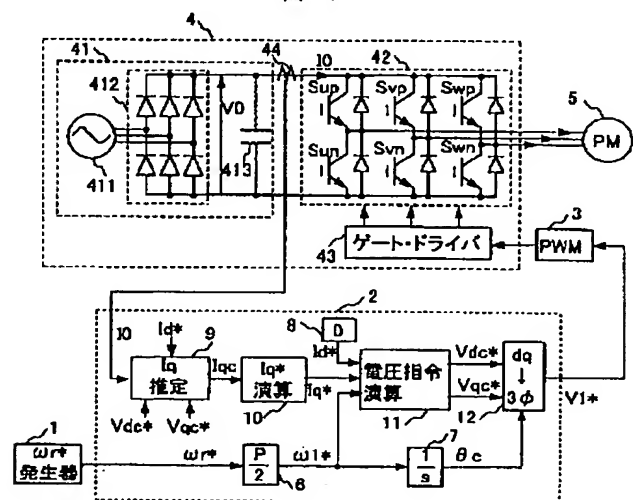 4
41
44
I0
42
412
V0
Sup
Svp
Swp
5
PM
411
413
Sun
Svn
Swn
3
43
ゲート・ドライバ
PWM
2
8
0
I0
Id*
9
Id*
Iq
推定
Iqc
Iq*
演算
10
Iq*
電圧指令
演算
11
Vdc*
Vqc*
dq
↓
3φ
12
V1*
Vdc*
Vqc*
1
ωr*
発生器
ωr*
P
2
6
ω1*
7
1
s
θc